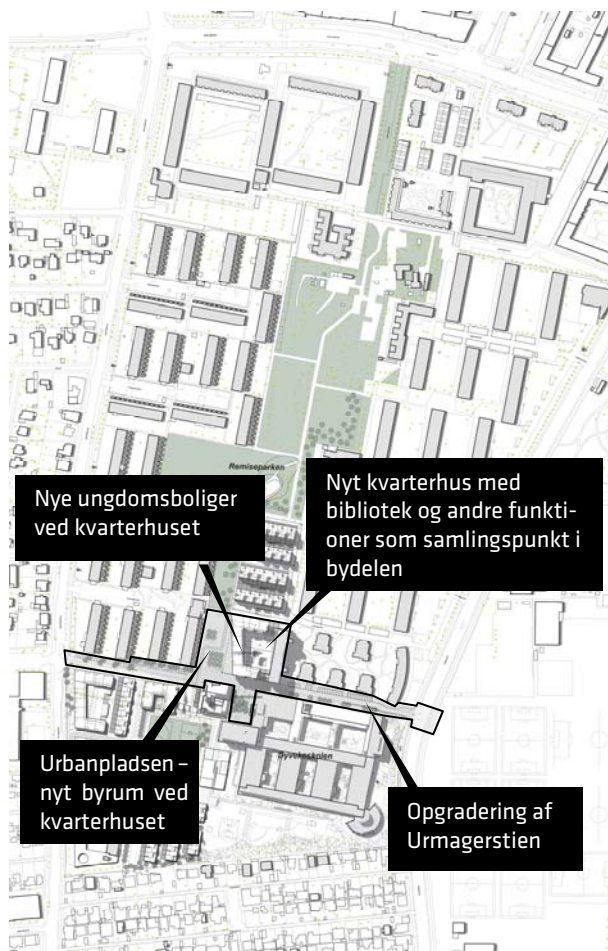 Remiseparken
Nye ungdomsboliger
ved kvarterhuset
Nyt kvarterhus med
bibliotek og andre funkti-
oner som samlingspunkt i
bydelen
Urbanpladsen –
nyt byrum ved
kvarterhuset
Dyvekeskolen
Opgradering af
Urmagerstien